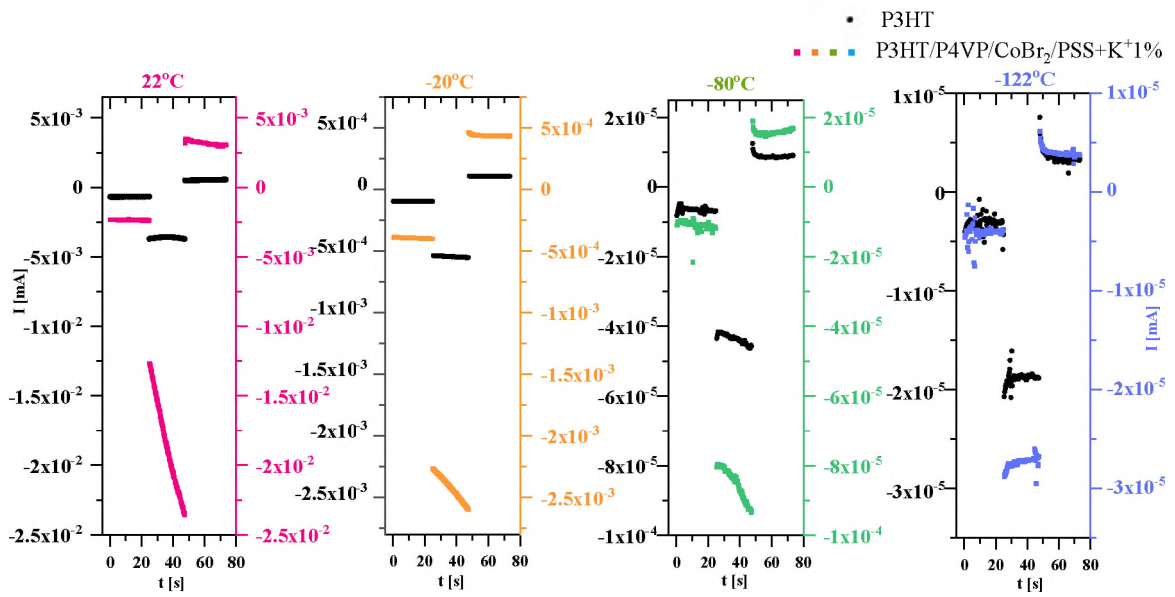 P3HT
P3HT/P4VP/CoBr₂/PSS+K⁺1%
22°C
-20°C
-80°C
-122°C
I [mA]
5x10⁻³
0
-5x10⁻³
-1x10⁻²
-1.5x10⁻²
-2x10⁻²
-2.5x10⁻²
5x10⁻³
0
-5x10⁻³
-1x10⁻²
-1.5x10⁻²
-2x10⁻²
-2.5x10⁻²
0 20 40 60 80
t [s]
5x10⁻⁴
0
-5x10⁻⁴
-1x10⁻³
-1.5x10⁻³
-2x10⁻³
-2.5x10⁻³
5x10⁻⁴
0
-5x10⁻⁴
-1x10⁻³
-1.5x10⁻³
-2x10⁻³
-2.5x10⁻³
0 20 40 60 80
t [s]
2x10⁻⁵
0
-2x10⁻⁵
-4x10⁻⁵
-6x10⁻⁵
-8x10⁻⁵
-1x10⁻⁴
2x10⁻⁵
0
-2x10⁻⁵
-4x10⁻⁵
-6x10⁻⁵
-8x10⁻⁵
-1x10⁻⁴
0 20 40 60 80
t [s]
1x10⁻⁵
0
-1x10⁻⁵
-2x10⁻⁵
-3x10⁻⁵
1x10⁻⁵
0
-1x10⁻⁵
-2x10⁻⁵
-3x10⁻⁵
I [mA]
0 20 40 60 80
t [s]